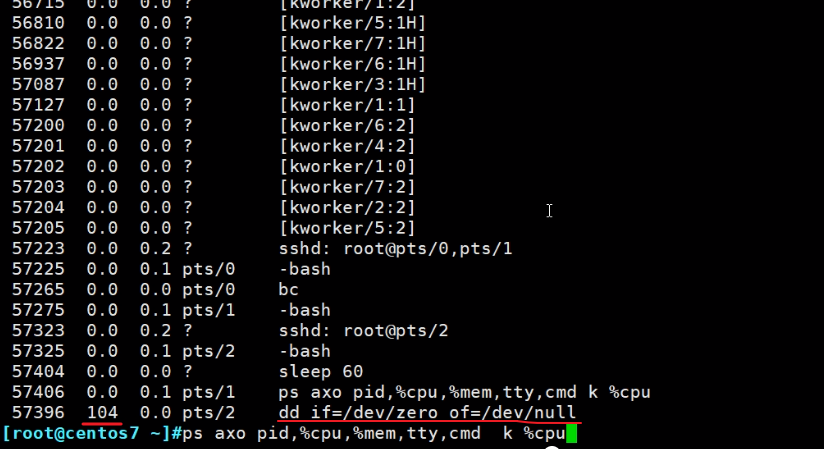 56715  0.0  0.0 ?        [kworker/1:2]
56810  0.0  0.0 ?        [kworker/5:1H]
56822  0.0  0.0 ?        [kworker/7:1H]
56937  0.0  0.0 ?        [kworker/6:1H]
57087  0.0  0.0 ?        [kworker/3:1H]
57127  0.0  0.0 ?        [kworker/1:1]
57200  0.0  0.0 ?        [kworker/6:2]
57201  0.0  0.0 ?        [kworker/4:2]
57202  0.0  0.0 ?        [kworker/1:0]
57203  0.0  0.0 ?        [kworker/7:2]
57204  0.0  0.0 ?        [kworker/2:2]
57205  0.0  0.0 ?        [kworker/5:2]
57223  0.0  0.2 ?        sshd: root@pts/0,pts/1
57225  0.0  0.1 pts/0    -bash
57265  0.0  0.0 pts/0    bc
57275  0.0  0.1 pts/1    -bash
57323  0.0  0.2 ?        sshd: root@pts/2
57325  0.0  0.1 pts/2    -bash
57404  0.0  0.0 ?        sleep 60
57406  0.0  0.1 pts/1    ps axo pid,%cpu,%mem,tty,cmd k %cpu
57396  104  0.0 pts/2    dd if=/dev/zero of=/dev/null
[root@centos7 ~]#ps axo pid,%cpu,%mem,tty,cmd  k %cpu